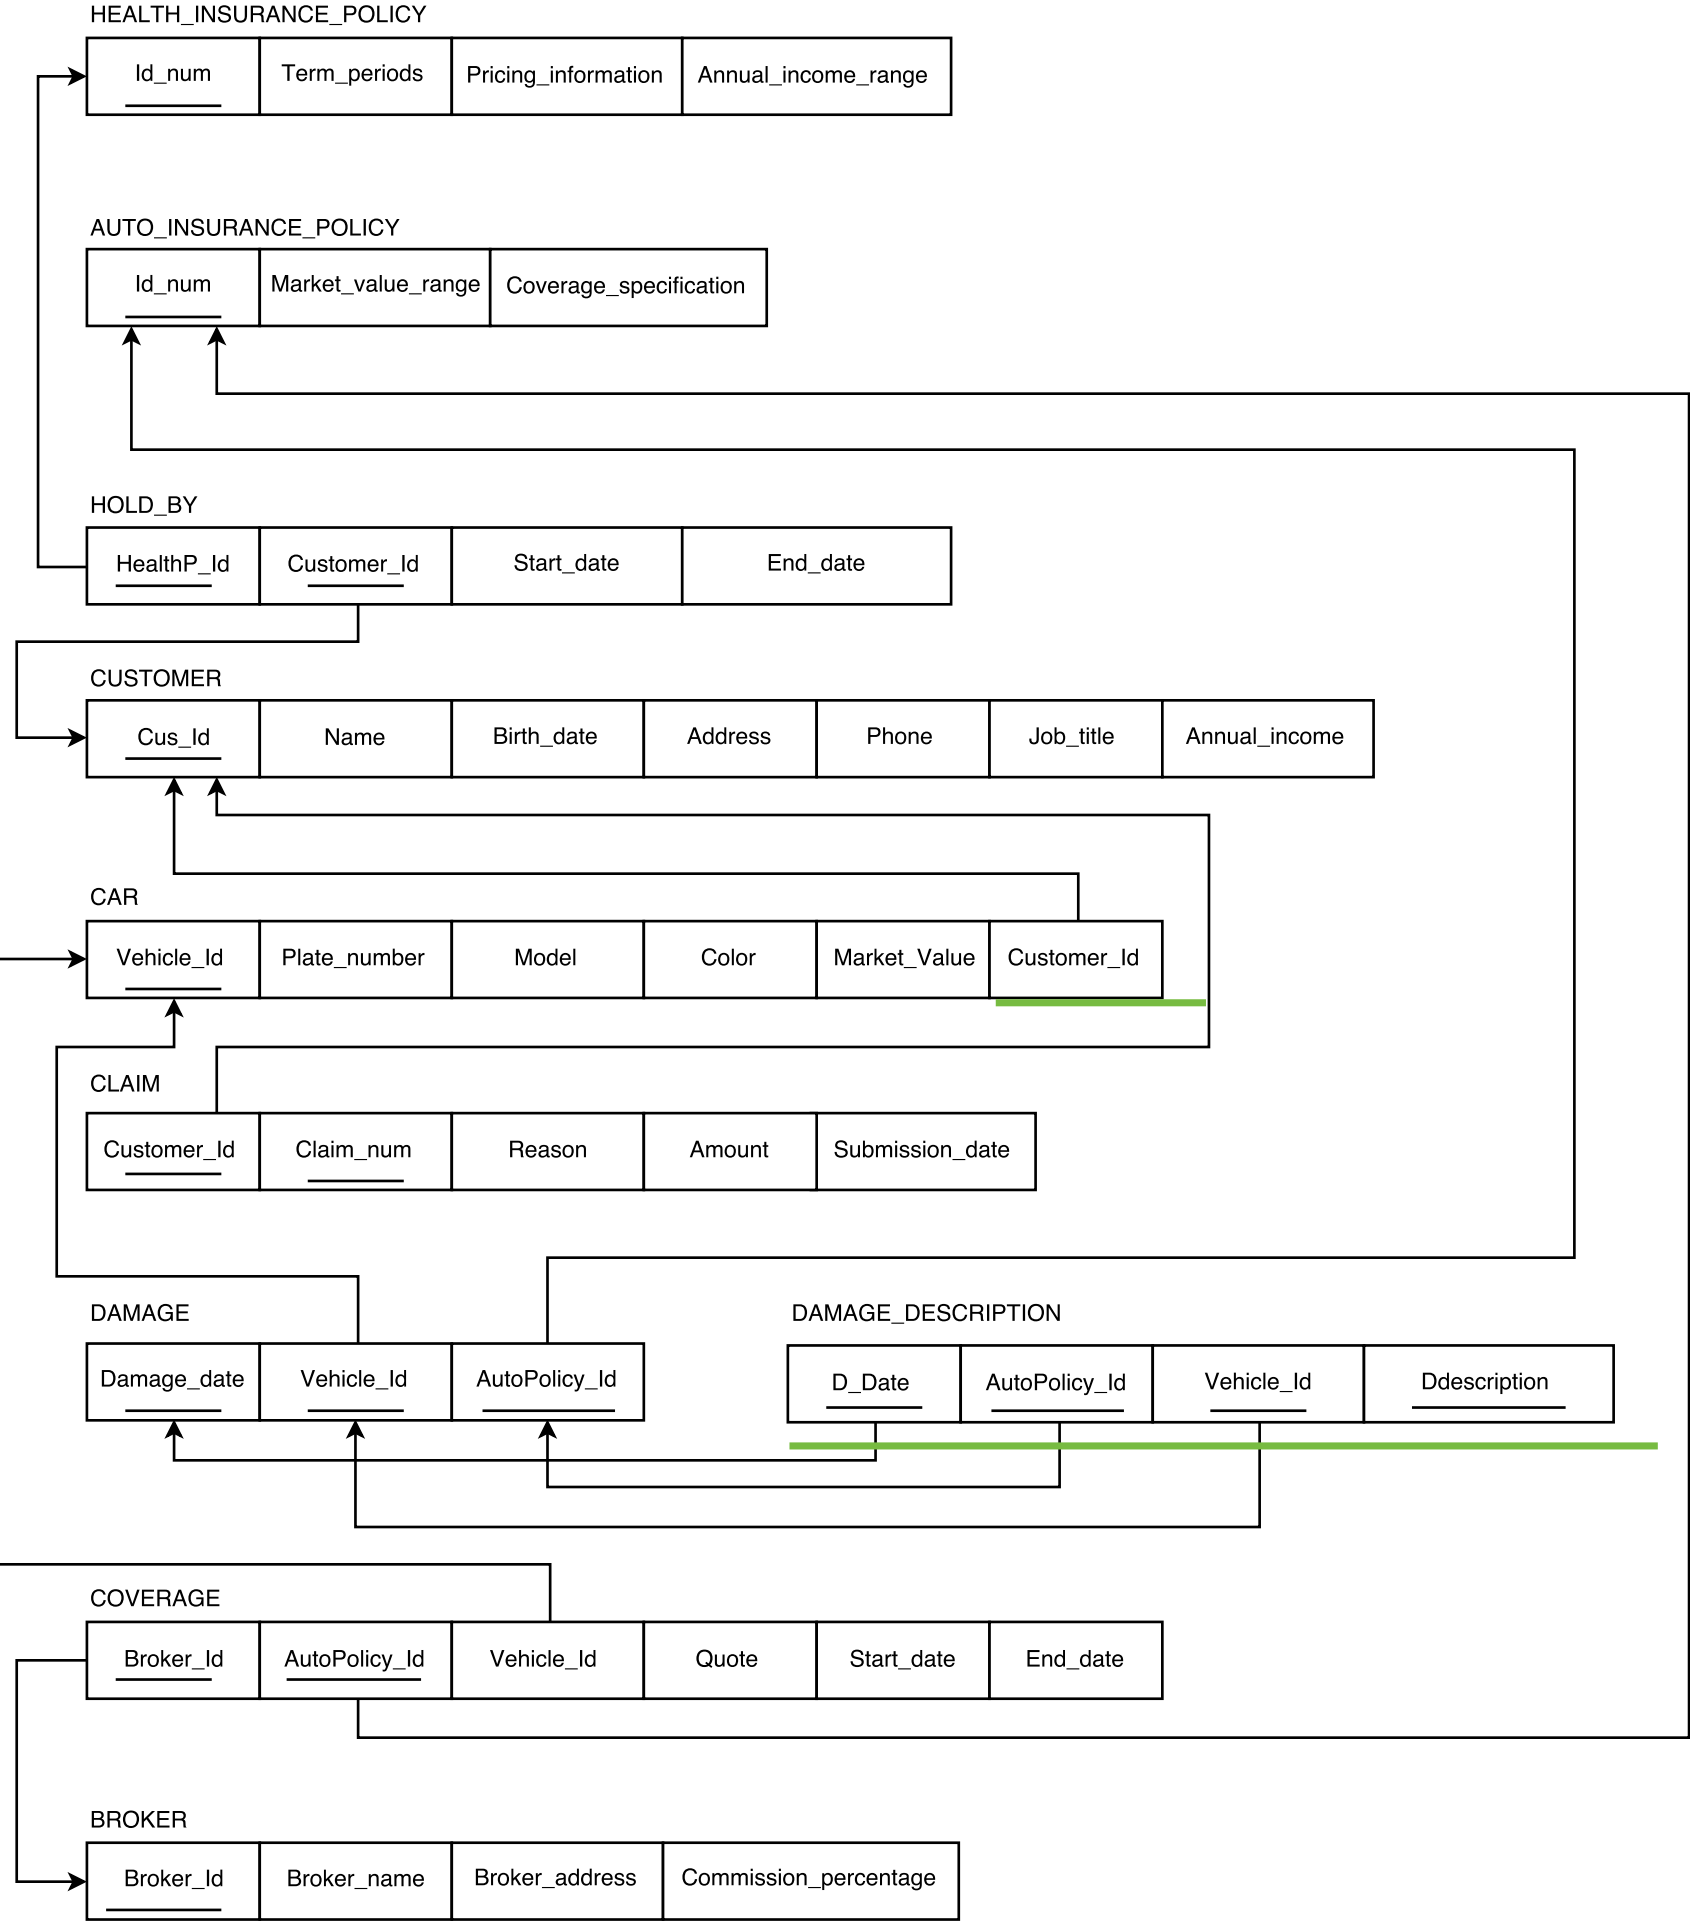 HEALTH_INSURANCE_POLICY
Id_num Term_periods Pricing_information Annual_income_range
AUTO_INSURANCE_POLICY
Id_num Market_value_range Coverage_specification
HOLD_BY
HealthP_Id Customer_Id Start_date End_date
CUSTOMER
Cus_Id Name Birth_date Address Phone Job_title Annual_income
CAR
Vehicle_Id Plate_number Model Color Market_Value Customer_Id
CLAIM
Customer_Id Claim_num Reason Amount Submission_date
DAMAGE DAMAGE_DESCRIPTION
Damage_date Vehicle_Id AutoPolicy_Id D_Date AutoPolicy_Id Vehicle_Id Ddescription
COVERAGE
Broker_Id AutoPolicy_Id Vehicle_Id Quote Start_date End_date
BROKER
Broker_Id Broker_name Broker_address Commission_percentage